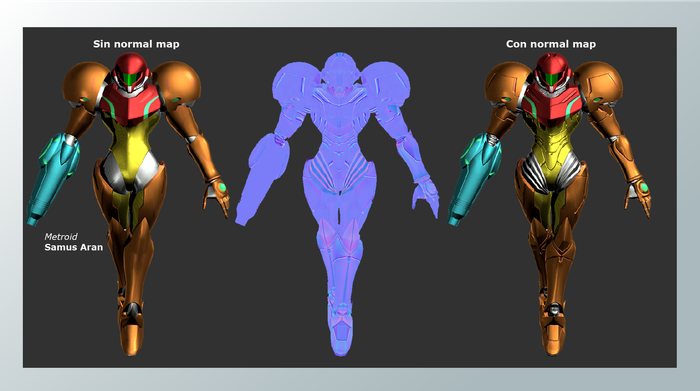 Sin normal map
Con normal map
Metroid
Samus Aran